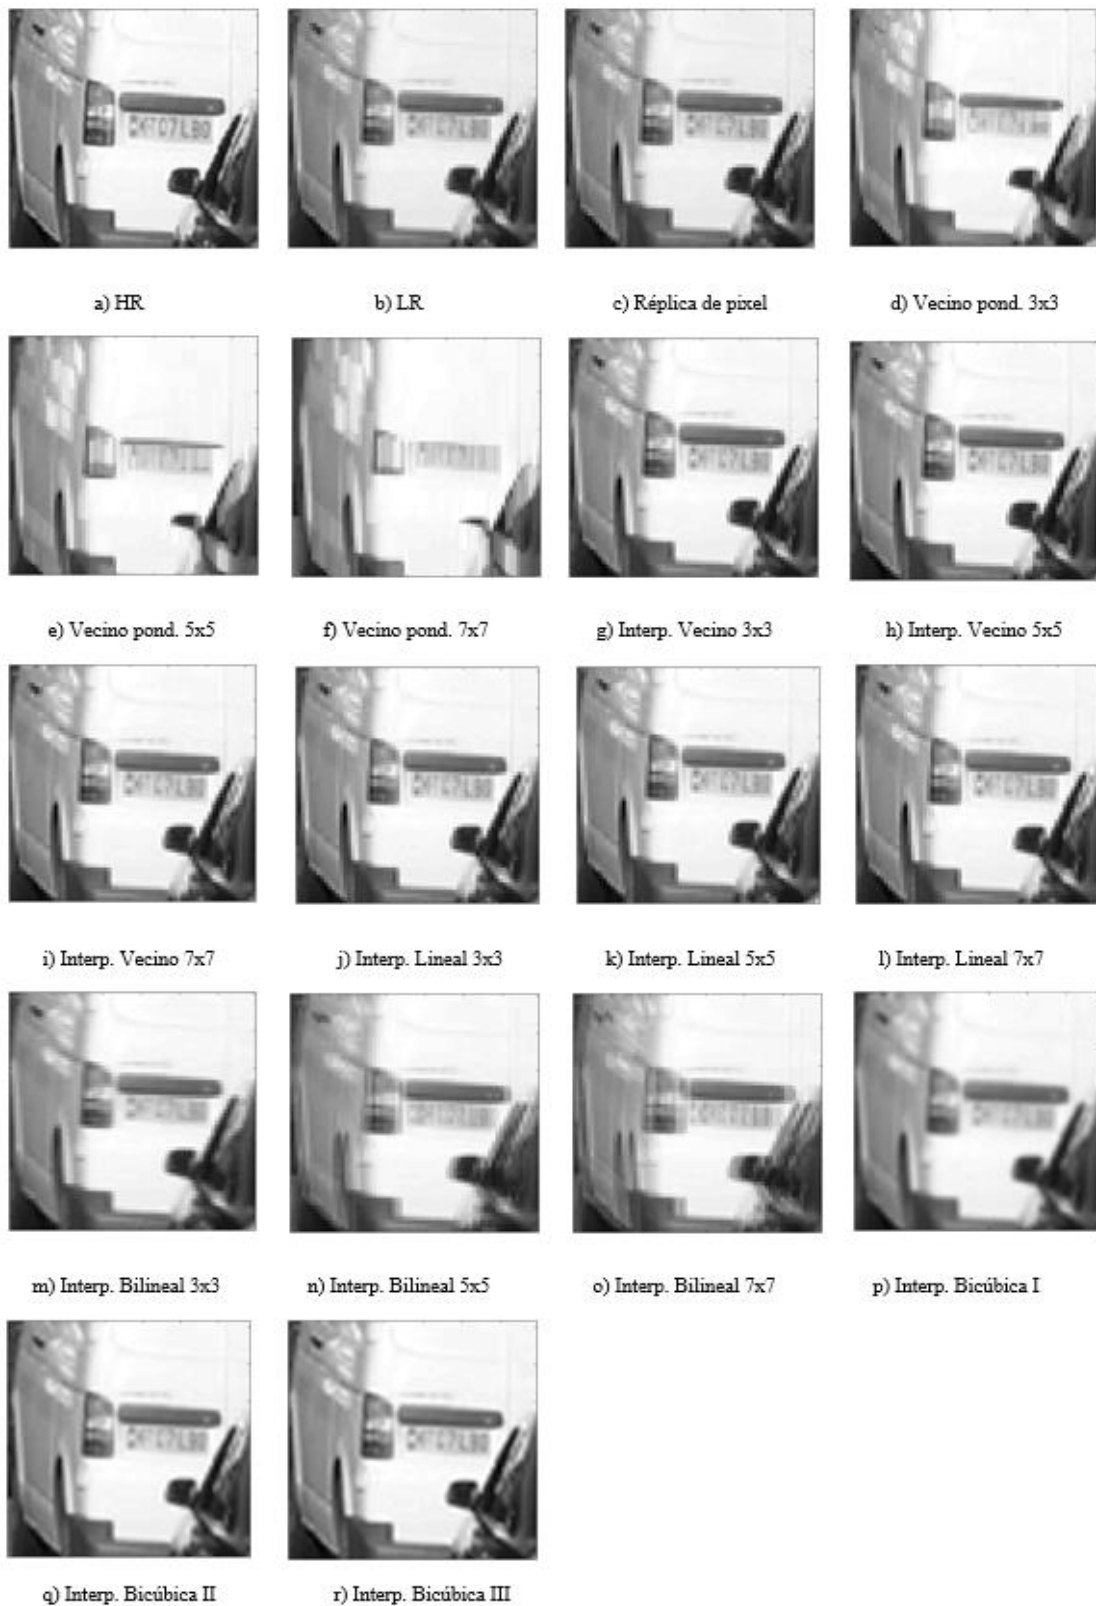 a) HR
b) LR
c) Réplica de pixel
d) Vecino pond. 3x3
e) Vecino pond. 5x5
f) Vecino pond. 7x7
g) Interp. Vecino 3x3
h) Interp. Vecino 5x5
i) Interp. Vecino 7x7
j) Interp. Lineal 3x3
k) Interp. Lineal 5x5
l) Interp. Lineal 7x7
m) Interp. Bilineal 3x3
n) Interp. Bilineal 5x5
o) Interp. Bilineal 7x7
p) Interp. Bicúbica I
q) Interp. Bicúbica II
r) Interp. Bicúbica III